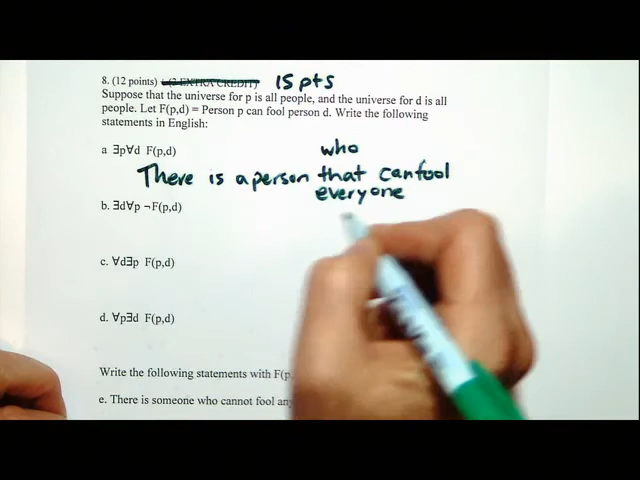 8. (12 points) + (3 EXTRA CREDIT) 15 pts
Suppose that the universe for p is all people, and the universe for d is all
people. Let F(p,d) = Person p can fool person d. Write the following
statements in English:
a ∃p∀d F(p,d)
who
There is a person that can fool
everyone
b. ∃d∀p ¬F(p,d)
c. ∀d∃p F(p,d)
d. ∀p∃d F(p,d)
Write the following statements with F(p,
e. There is someone who cannot fool any